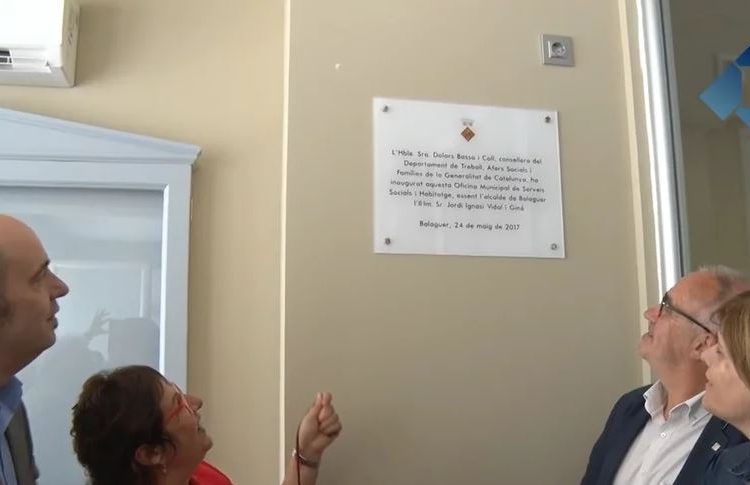 L'Hble. Sra. Dolors Bassa i Coll, consellera del
Departament de Treball, Afers Socials i
Famílies de la Generalitat de Catalunya, ha
inaugurat aquesta Oficina Municipal de Serveis
Socials i Habitatge, essent l'alcalde de Balaguer
l'Il·lm. Sr. Jordi Ignasi Vidal i Giné
Balaguer, 24 de maig de 2017